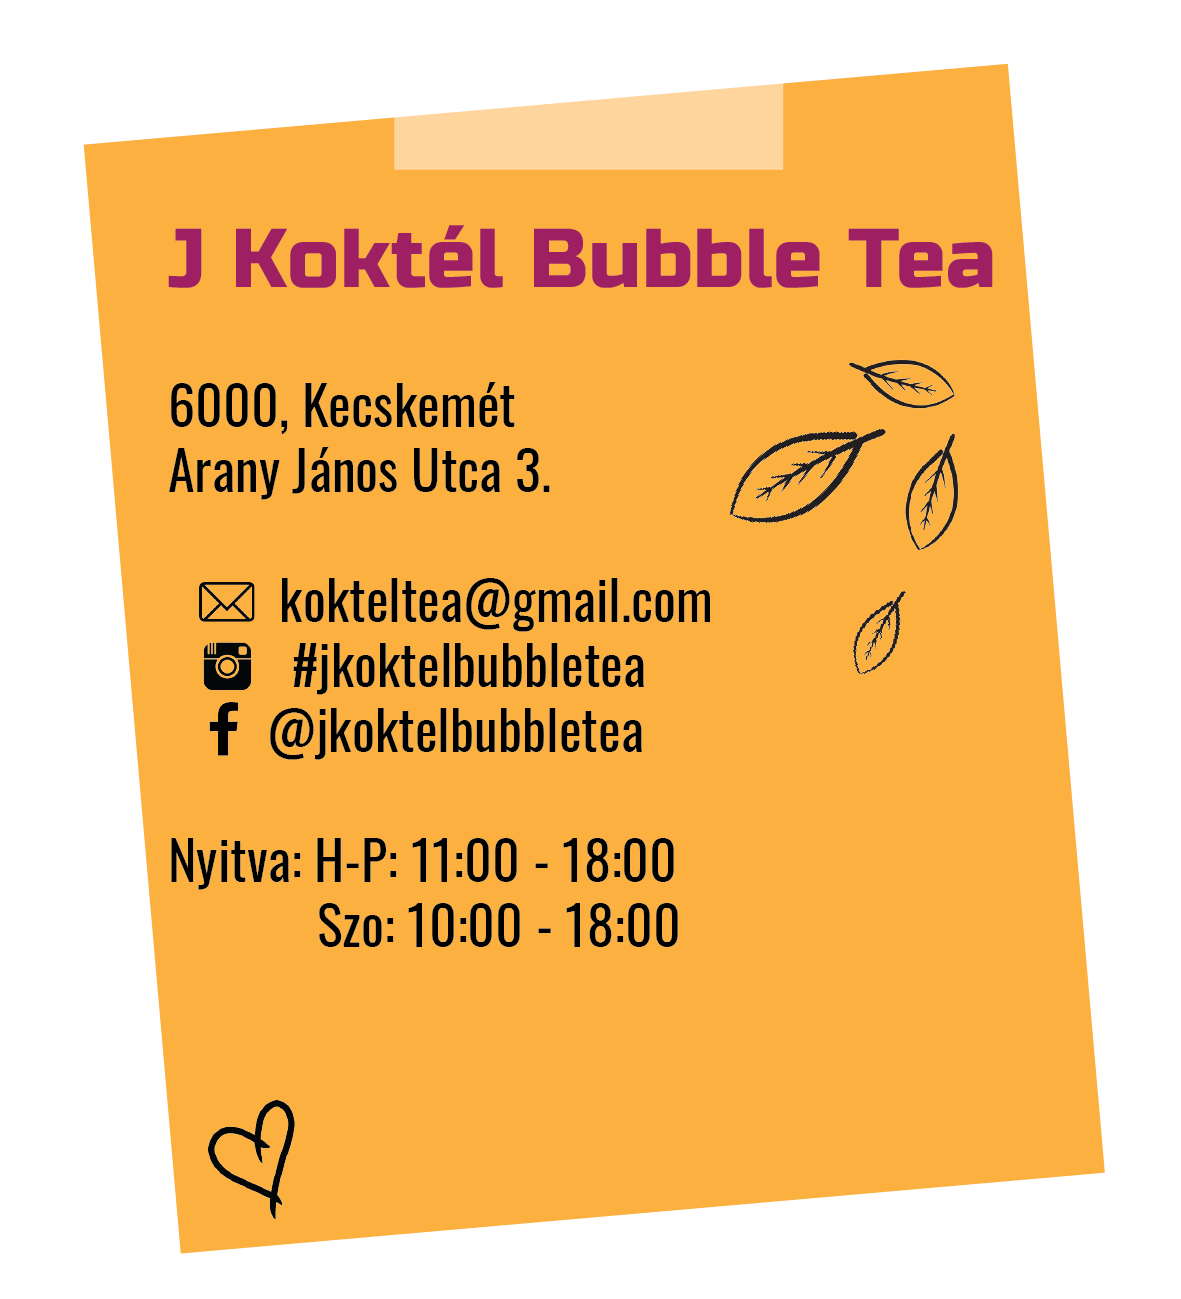 J Koktél Bubble Tea
6000, Kecskemét
Arany János Utca 3.
kokteltea@gmail.com
#jkoktelbubbletea
@jkoktelbubbletea
Nyitva: H-P: 11:00 - 18:00
Szo: 10:00 - 18:00